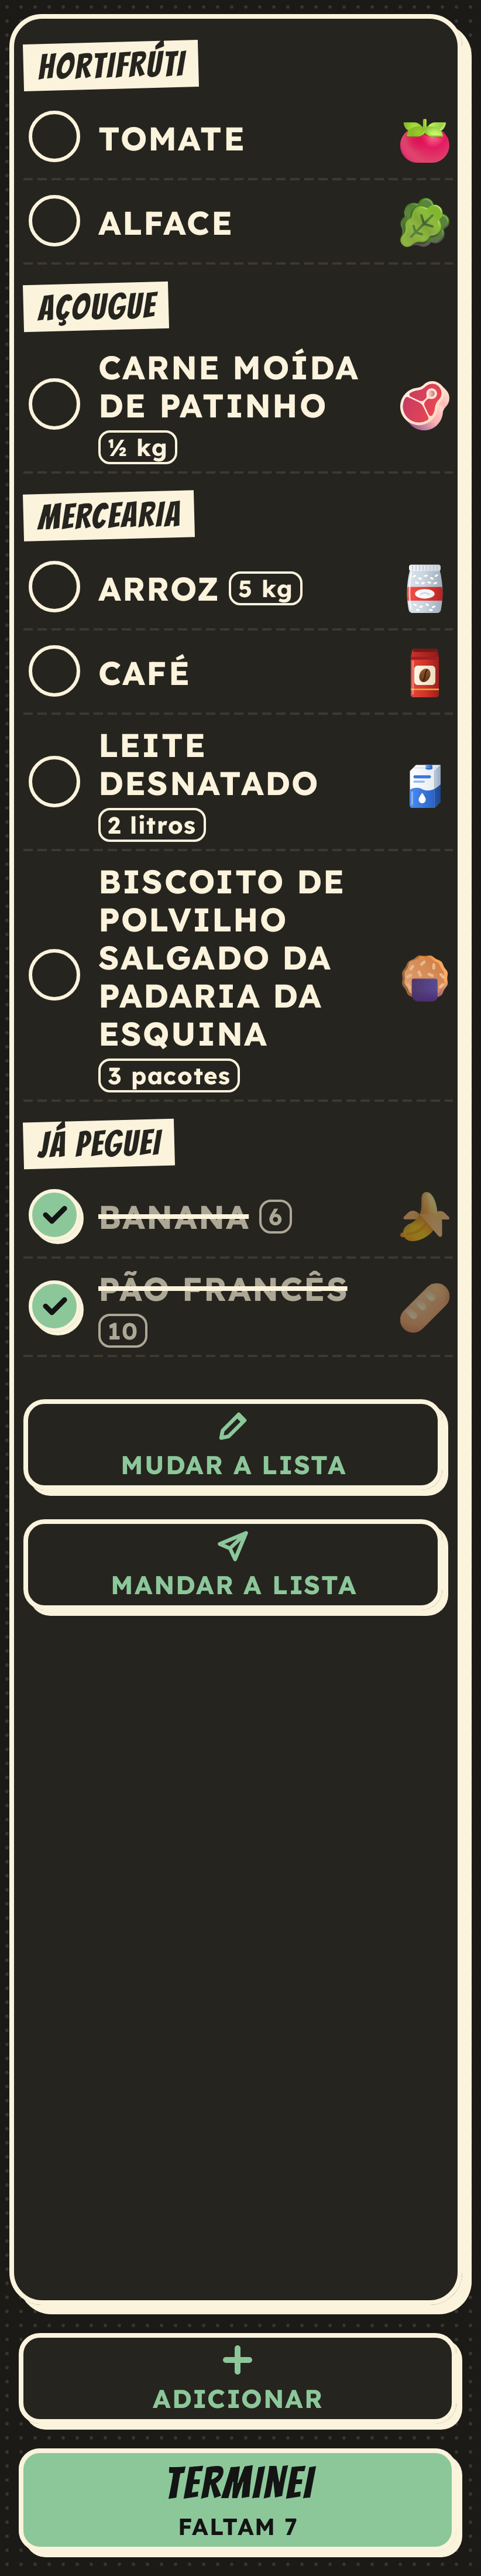 HORTIFRÚTI
TOMATE
ALFACE
AÇOUGUE
CARNE MOÍDA
DE PATINHO
½ kg
MERCEARIA
ARROZ 5 kg
CAFÉ
LEITE
DESNATADO
2 litros
BISCOITO DE
POLVILHO
SALGADO DA
PADARIA DA
ESQUINA
3 pacotes
JÁ PEGUEI
BANANA 6
PÃO FRANCÊS
10
MUDAR A LISTA
MANDAR A LISTA
ADICIONAR
TERMINEI
FALTAM 7